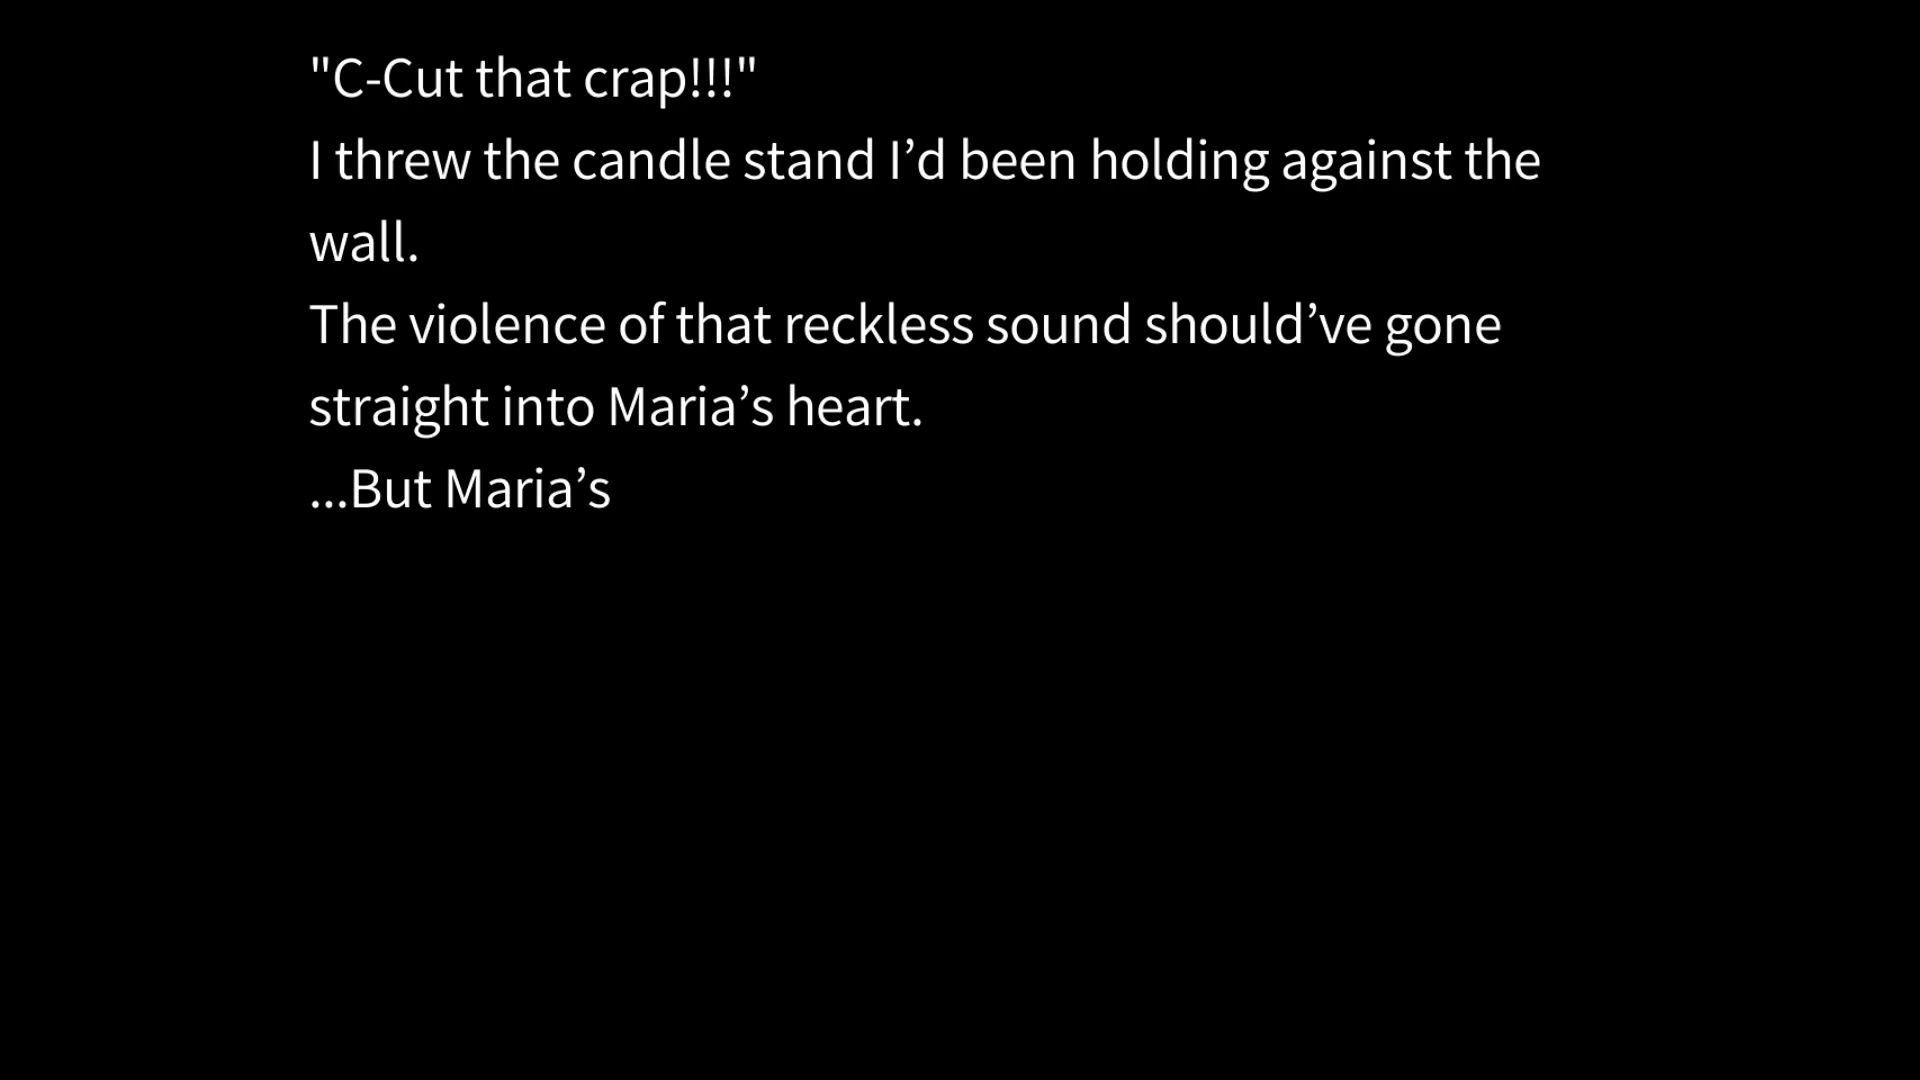 "C-Cut that crap!!!"
I threw the candle stand I’d been holding against the
wall.
The violence of that reckless sound should’ve gone
straight into Maria’s heart.
...But Maria’s